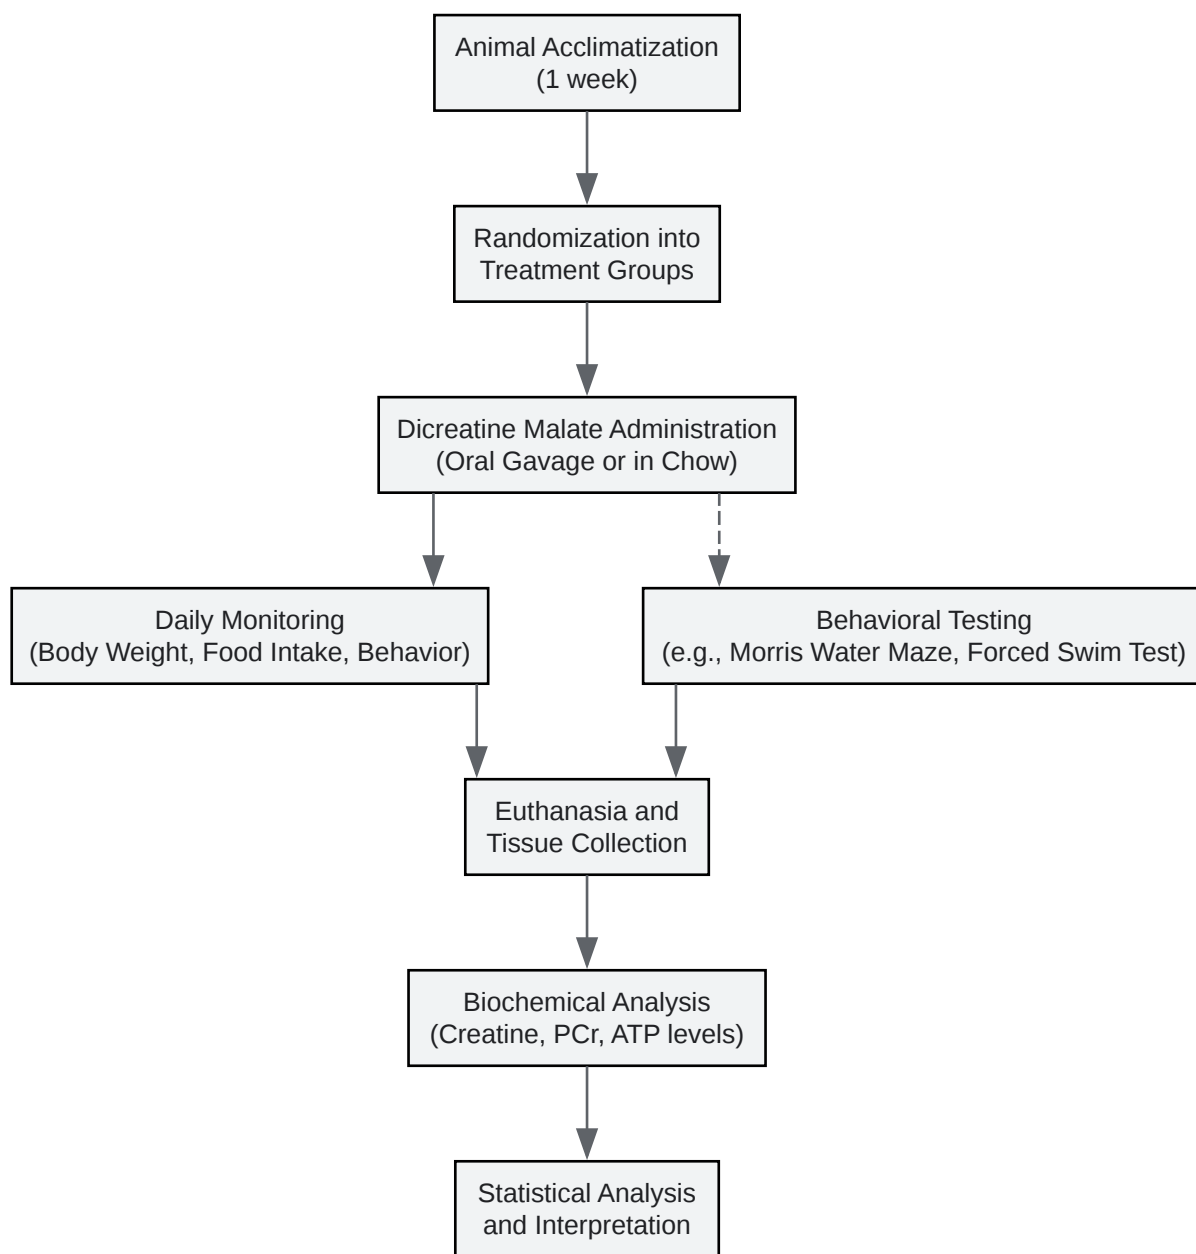 Animal Acclimatization
(1 week)
Randomization into
Treatment Groups
Dicreatine Malate Administration
(Oral Gavage or in Chow)
Daily Monitoring
(Body Weight, Food Intake, Behavior)
Behavioral Testing
(e.g., Morris Water Maze, Forced Swim Test)
Euthanasia and
Tissue Collection
Biochemical Analysis
(Creatine, PCr, ATP levels)
Statistical Analysis
and Interpretation